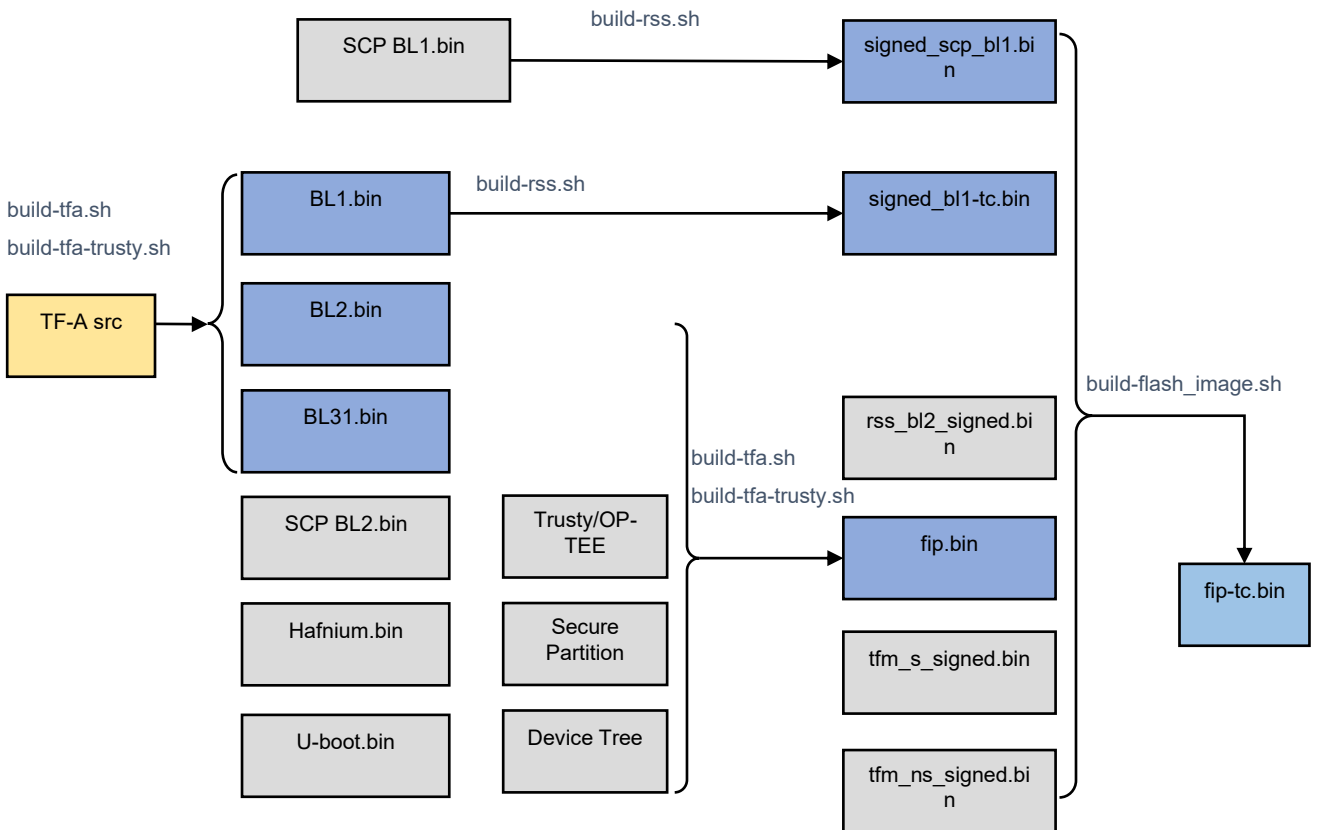 build-rss.sh
SCP BL1.bin
signed_scp_bl1.bi
n
build-tfa.sh
build-tfa-trusty.sh
BL1.bin
build-rss.sh
signed_bl1-tc.bin
TF-A src
BL2.bin
BL31.bin
build-flash_image.sh
rss_bl2_signed.bi
n
build-tfa.sh
build-tfa-trusty.sh
SCP BL2.bin
Trusty/OP-
TEE
fip.bin
fip-tc.bin
Hafnium.bin
Secure
Partition
tfm_s_signed.bin
U-boot.bin
Device Tree
tfm_ns_signed.bi
n